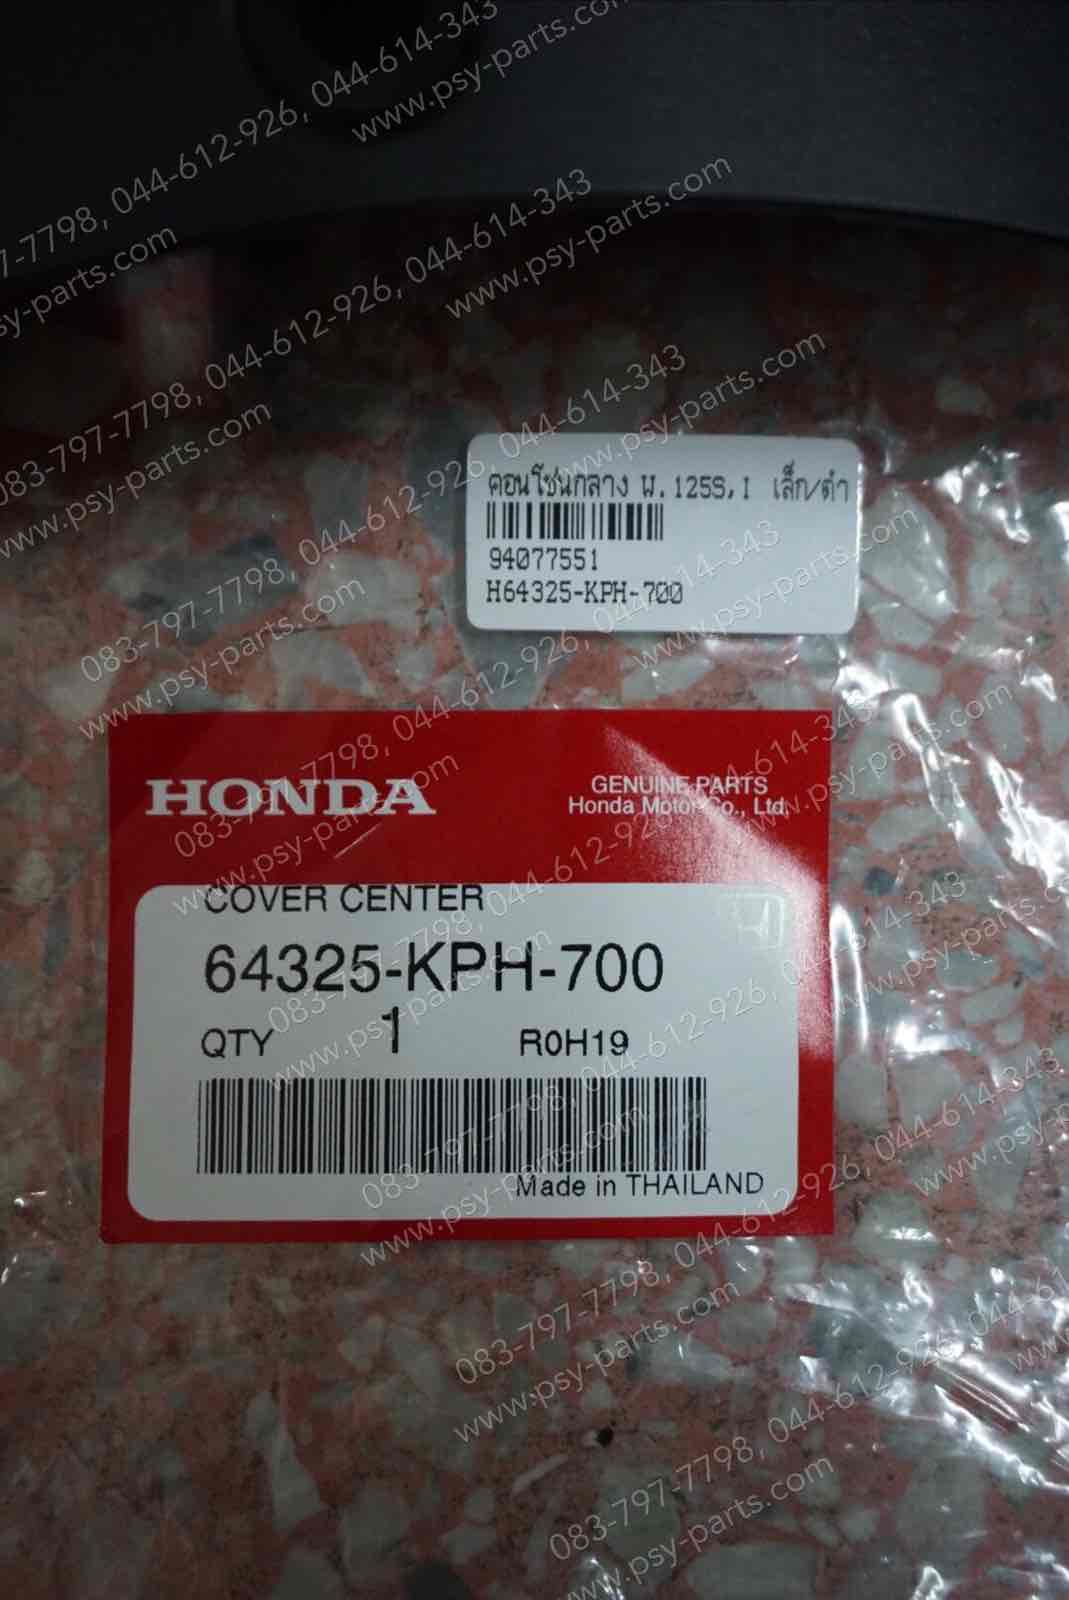 083-797-7798, 044-612-926, 044-614-343
www.psy-parts.com
คอนโซนกลาง W.125S,I เล็ก/ดำ
94077551
H64325-KPH-700
HONDA
GENUINE PARTS
Honda Motor Co., Ltd.
COVER CENTER
64325-KPH-700
QTY 1 R0H19
Made in THAILAND